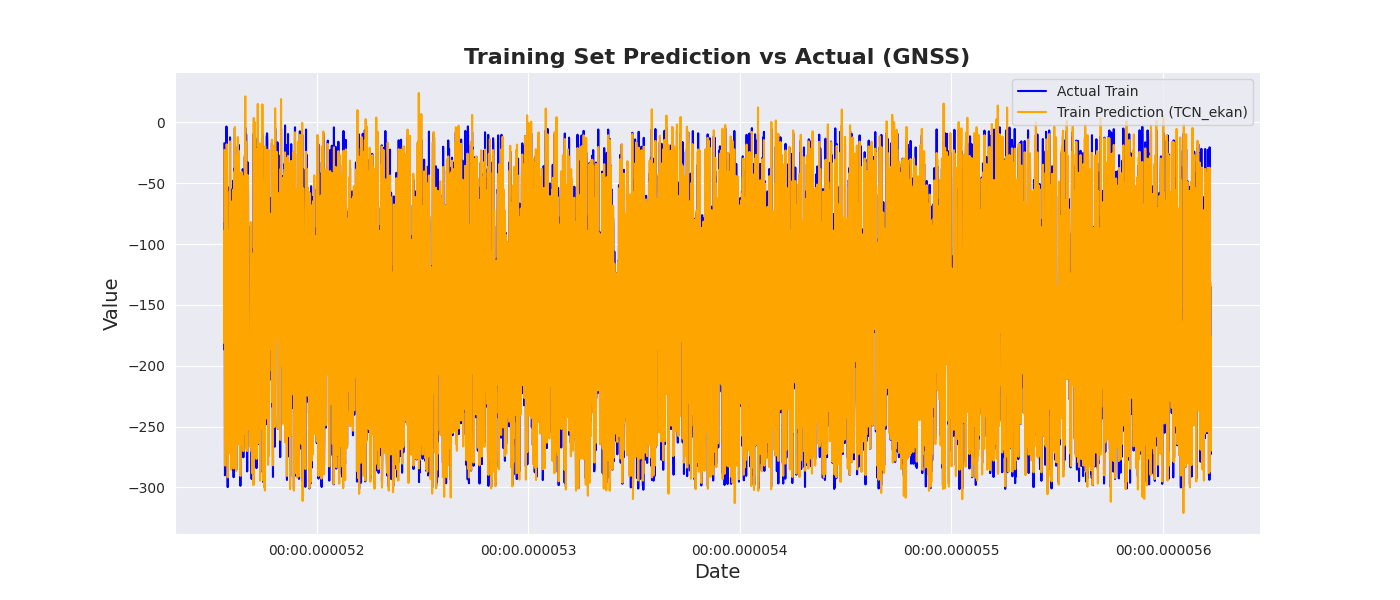 Training Set Prediction vs Actual (GNSS)
Actual Train
Train Prediction (TCN_ekan)
Value
0
−50
−100
−150
−200
−250
−300
00:00.000052
00:00.000053
00:00.000054
00:00.000055
00:00.000056
Date